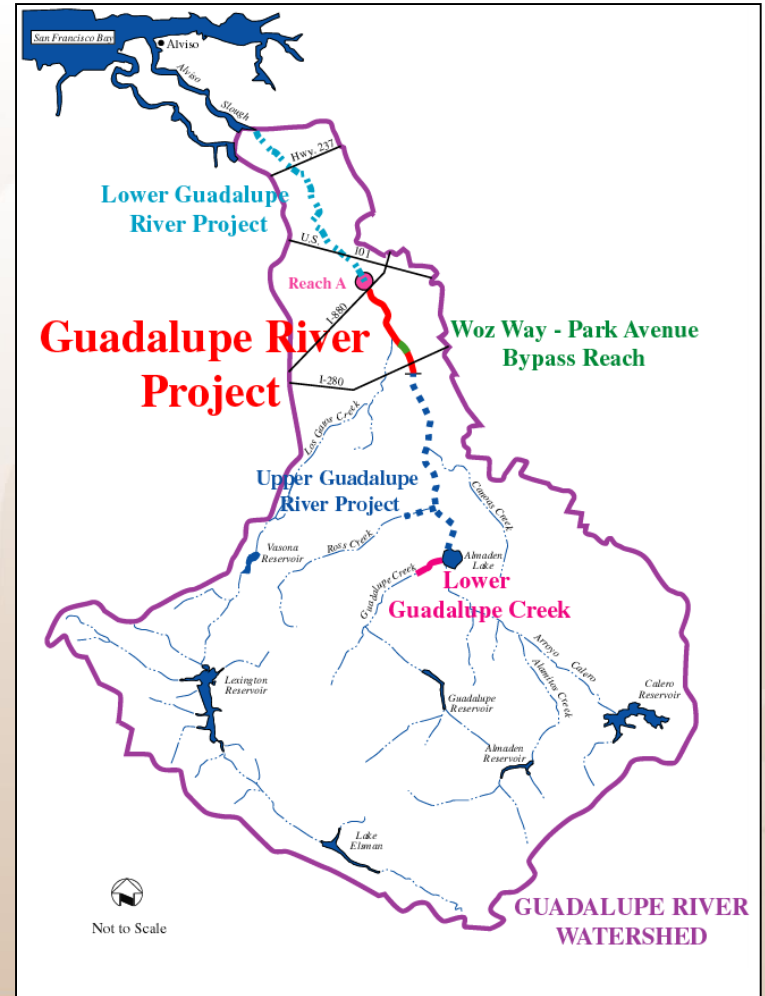 San Francisco Bay
Alviso
Alviso
Slough
Hwy. 237
Lower Guadalupe
River Project
U.S. 101
Reach A
I-880
Guadalupe River
Project
Woz Way - Park Avenue
Bypass Reach
I-280
Los Gatos Creek
Upper Guadalupe
River Project
Canoas Creek
Ross Creek
Vasona
Reservoir
Almaden
Lake
Guadalupe Creek
Lower
Guadalupe Creek
Arroyo Calero
Alamitos Creek
Lexington
Reservoir
Guadalupe
Reservoir
Calero
Reservoir
Almaden
Reservoir
Lake
Elsman
Not to Scale
GUADALUPE RIVER
WATERSHED